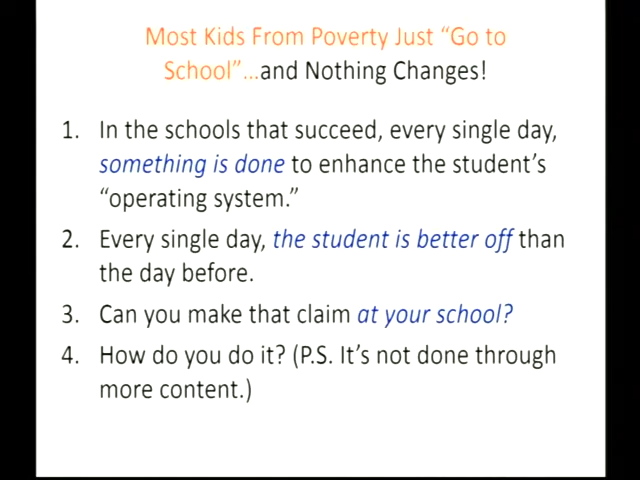 Most Kids From Poverty Just “Go to
School”…and Nothing Changes!
1. In the schools that succeed, every single day,
something is done to enhance the student’s
“operating system.”
2. Every single day, the student is better off than
the day before.
3. Can you make that claim at your school?
4. How do you do it? (P.S. It’s not done through
more content.)